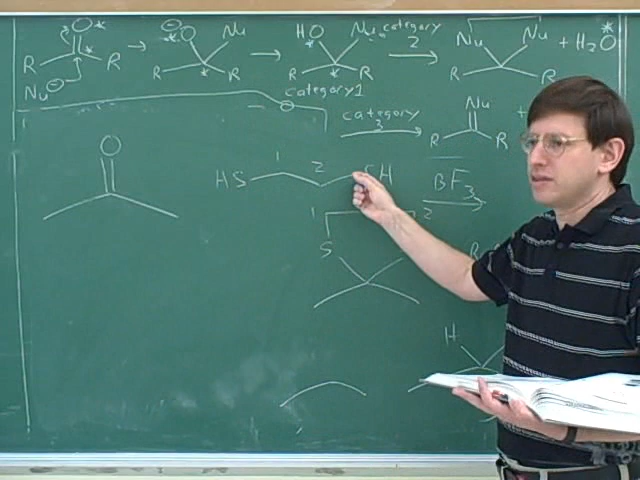 O * ⊖ * O Nu HO * Nu category 2 Nu Nu + H₂O *
R * R → R * R → R * R → R R
Nu ⊖ category 1
category 3 Nu +
R R
O
HS 1 2 SH BF₃
1 2
S R
H